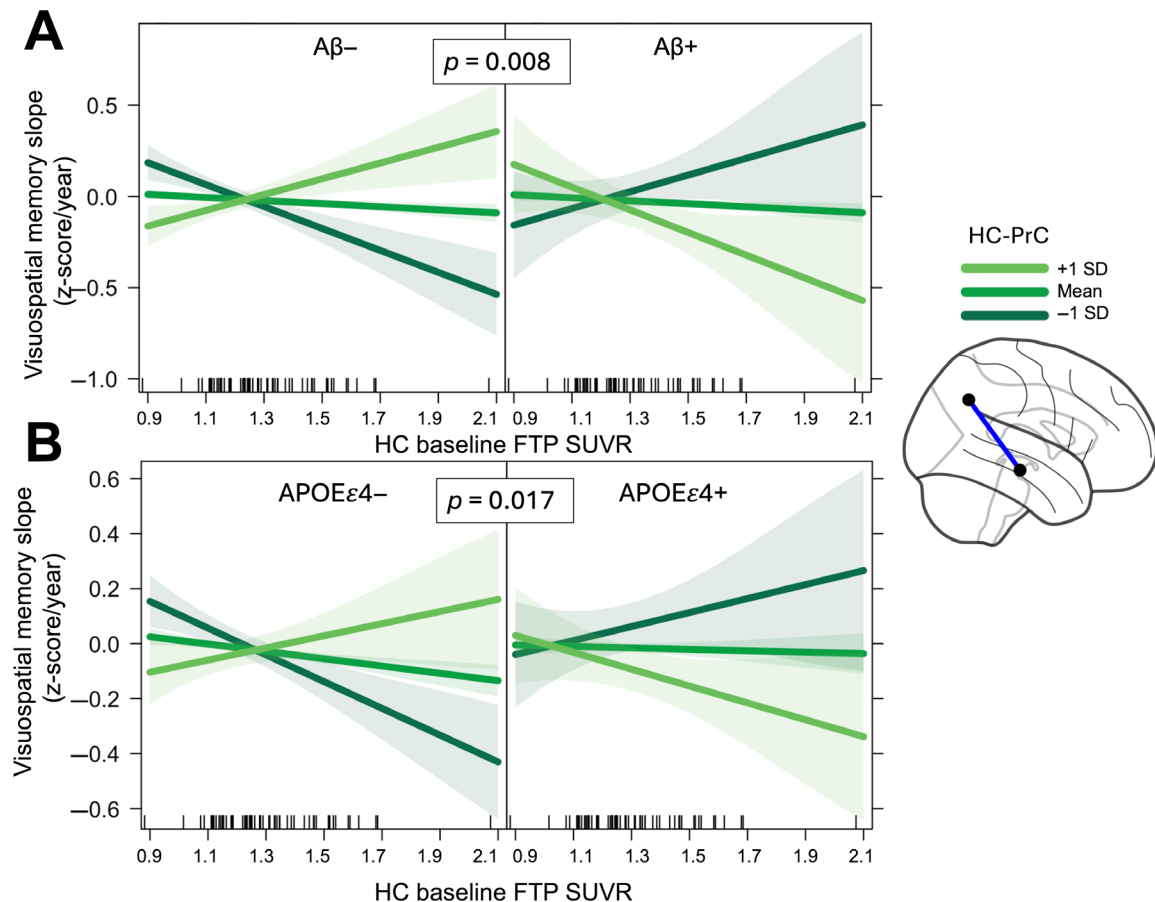 A
Aβ–
Aβ+
p = 0.008
Visuospatial memory slope
(z-score/year)
0.5
0.0
–0.5
–1.0
0.9 1.1 1.3 1.5 1.7 1.9 2.1
0.9 1.1 1.3 1.5 1.7 1.9 2.1
HC baseline FTP SUVR
HC-PrC
+1 SD
Mean
–1 SD
B
APOEε4–
APOEε4+
p = 0.017
Visuospatial memory slope
(z-score/year)
0.6
0.4
0.2
0.0
–0.2
–0.4
–0.6
0.9 1.1 1.3 1.5 1.7 1.9 2.1
0.9 1.1 1.3 1.5 1.7 1.9 2.1
HC baseline FTP SUVR